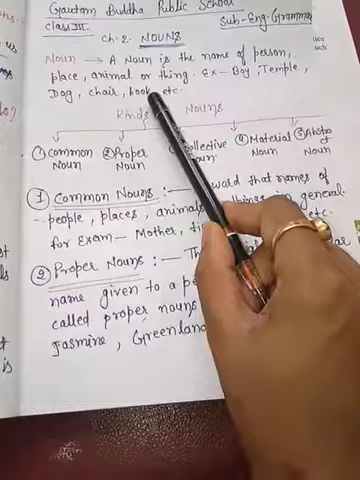 Gautam Buddha Public School
Class III. Sub-Eng-Grammar
Ch-2- NOUNS
Noun → A Noun is the name of person,
place, animal or thing. Ex- Boy, Temple,
Dog, chair, book, etc.
Kinds Nouns
① Common ② Proper Collective ④ Material ⑤
Noun Noun Noun Noun
① Common Nouns:- word that names of
people, places, animals things in general.
for Exam- Mother, etc.
② Proper Nouns :-
name given to a
called proper nouns
Jasmine, Greenland